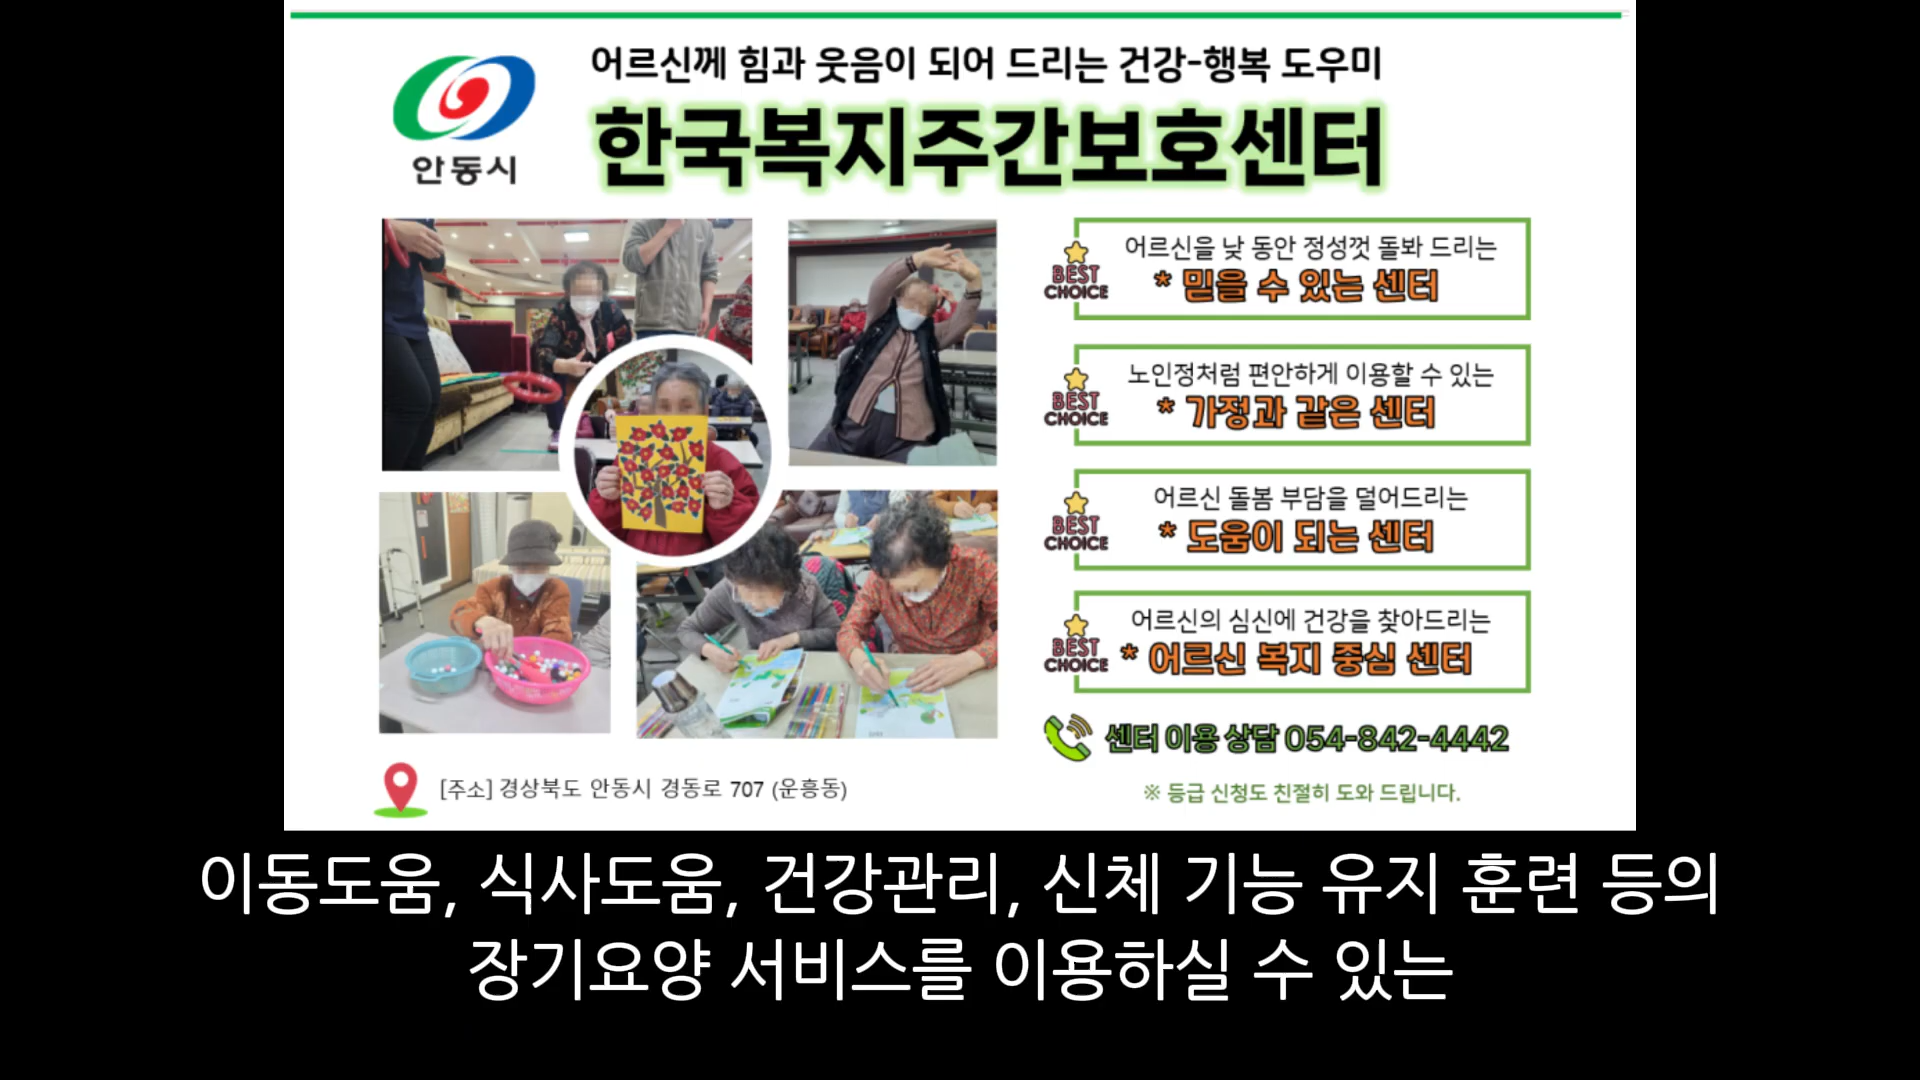 어르신께 힘과 웃음이 되어 드리는 건강-행복 도우미
한국복지주간보호센터
안동시
BEST CHOICE
어르신을 낮 동안 정성껏 돌봐 드리는
* 믿을 수 있는 센터
BEST CHOICE
노인정처럼 편안하게 이용할 수 있는
* 가정과 같은 센터
BEST CHOICE
어르신 돌봄 부담을 덜어드리는
* 도움이 되는 센터
BEST CHOICE
어르신의 심신에 건강을 찾아드리는
* 어르신 복지 중심 센터
센터 이용 상담 054-842-4442
[주소] 경상북도 안동시 경동로 707 (운흥동)
※ 등급 신청도 친절히 도와 드립니다.
이동도움, 식사도움, 건강관리, 신체 기능 유지 훈련 등의
장기요양 서비스를 이용하실 수 있는